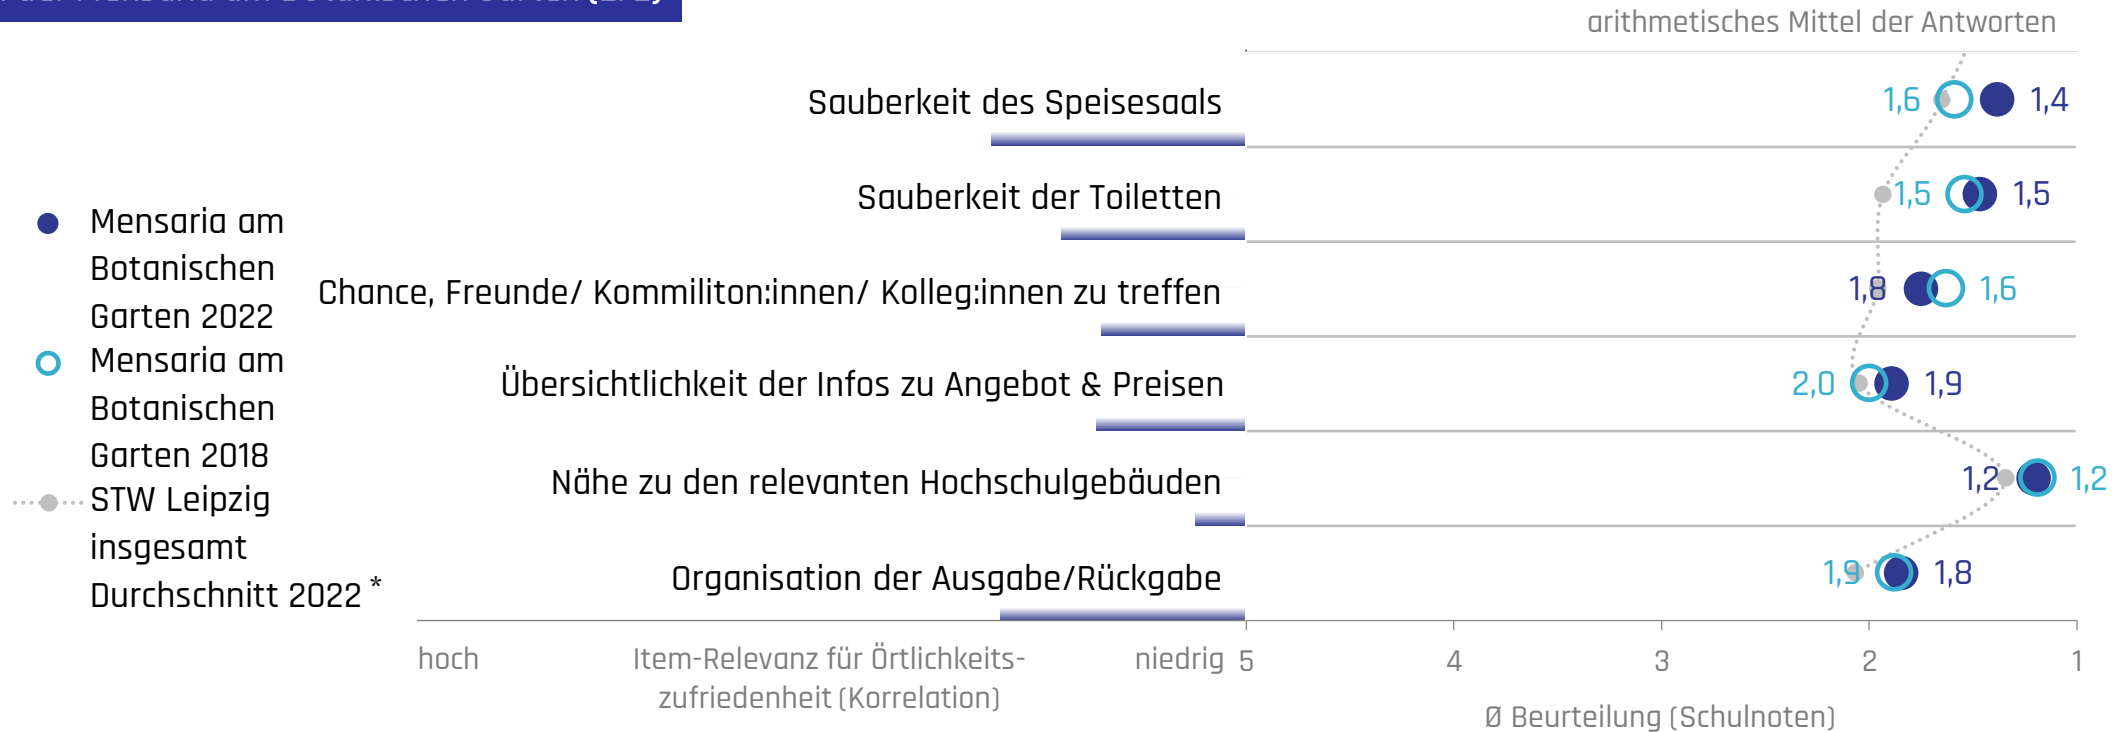 arithmetisches Mittel der Antworten
Sauberkeit des Speisesaals
1,6
1,4
Sauberkeit der Toiletten
1,5
1,5
Chance, Freunde/ Kommiliton:innen/ Kolleg:innen zu treffen
1,8
1,6
Übersichtlichkeit der Infos zu Angebot & Preisen
2,0
1,9
Nähe zu den relevanten Hochschulgebäuden
1,2
1,2
Organisation der Ausgabe/Rückgabe
1,9
1,8
Mensaria am
Botanischen
Garten 2022
Mensaria am
Botanischen
Garten 2018
STW Leipzig
insgesamt
Durchschnitt 2022 *
hoch
Item-Relevanz für Örtlichkeits-
zufriedenheit (Korrelation)
niedrig
5
4
3
2
1
Ø Beurteilung (Schulnoten)